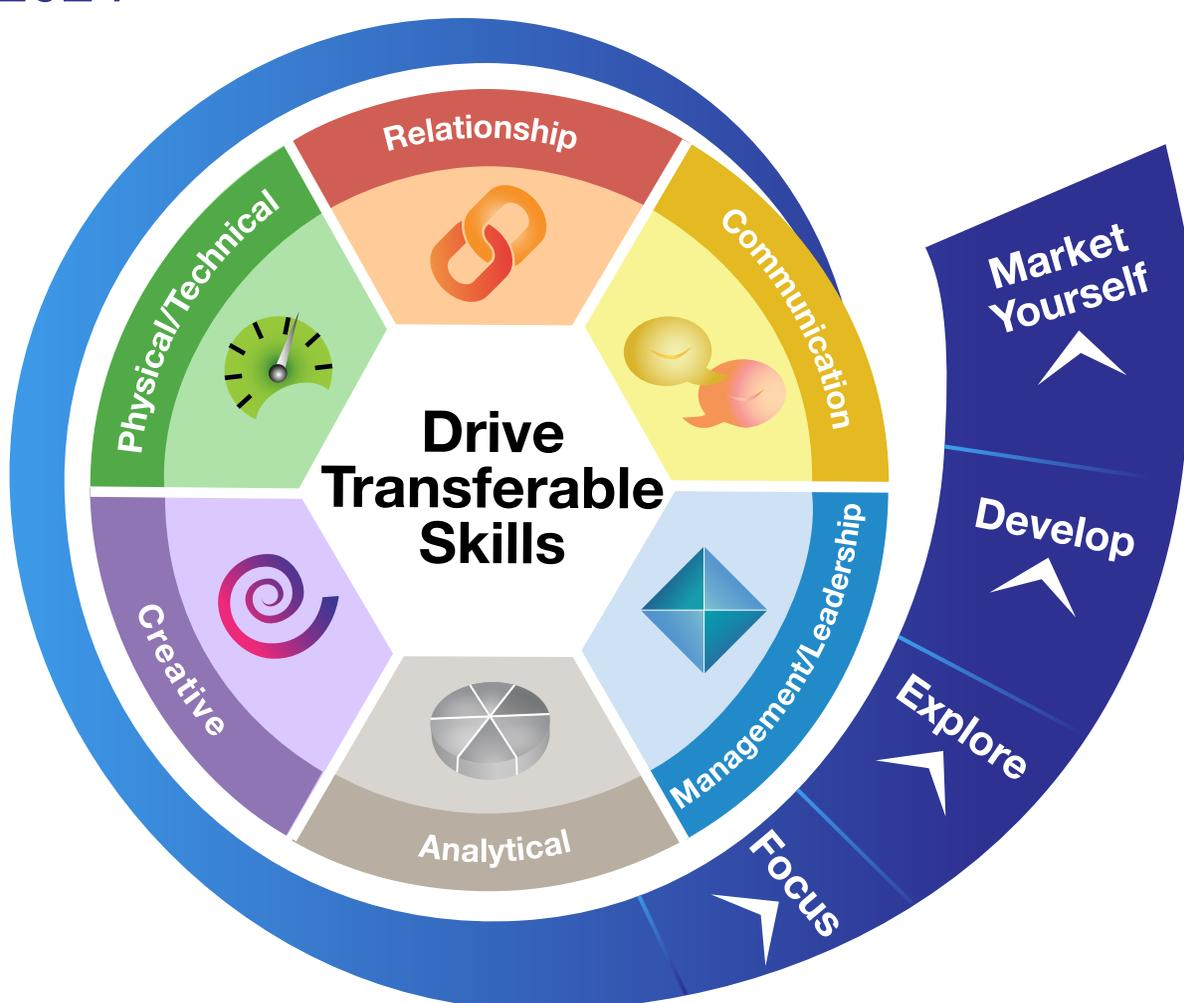 Relationship
Communication
Management/Leadership
Analytical
Creative
Physical/Technical
Drive
Transferable
Skills
Market
Yourself
Develop
Explore
Focus